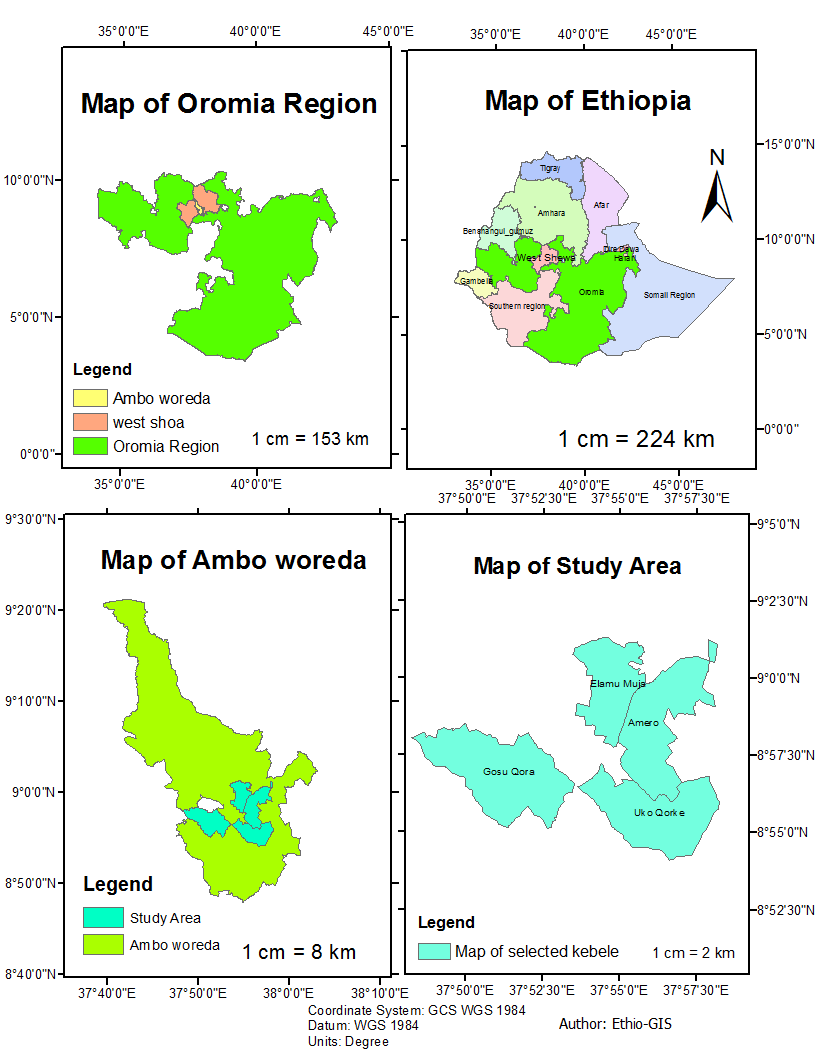 35°0'0"E 40°0'0"E
Map of Oromia Region
10°0'0"N
5°0'0"N
0°0'0"
Legend
Ambo woreda
west shoa
Oromia Region
1 cm = 153 km
35°0'0"E 40°0'0"E
35°0'0"E 40°0'0"E 45°0'0"E
Map of Ethiopia
N
15°0'0"N
10°0'0"N
5°0'0"N
0°0'0"
Tigray
Afar
Amhara
Benshangul_gumuz
Dire Dawa
Harari
West Shewa
Gambella
Oromia
Somali Region
Southern region
1 cm = 224 km
35°0'0"E 40°0'0"E 45°0'0"E
9°30'0"N
9°20'0"N
9°10'0"N
9°0'0"N
8°50'0"N
8°40'0"N
Map of Ambo woreda
Legend
Study Area
Ambo woreda
1 cm = 8 km
37°40'0"E 37°50'0"E 38°0'0"E 38°10'0"E
37°50'0"E 37°52'30"E 37°55'0"E 37°57'30"E
Map of Study Area
9°5'0"N
9°2'30"N
9°0'0"N
8°57'30"N
8°55'0"N
8°52'30"N
Elamu Muja
Amero
Gosu Qora
Uko Qorke
Legend
Map of selected kebele
1 cm = 2 km
37°50'0"E 37°52'30"E 37°55'0"E 37°57'30"E
Coordinate System: GCS WGS 1984
Datum: WGS 1984
Units: Degree
Author: Ethio-GIS